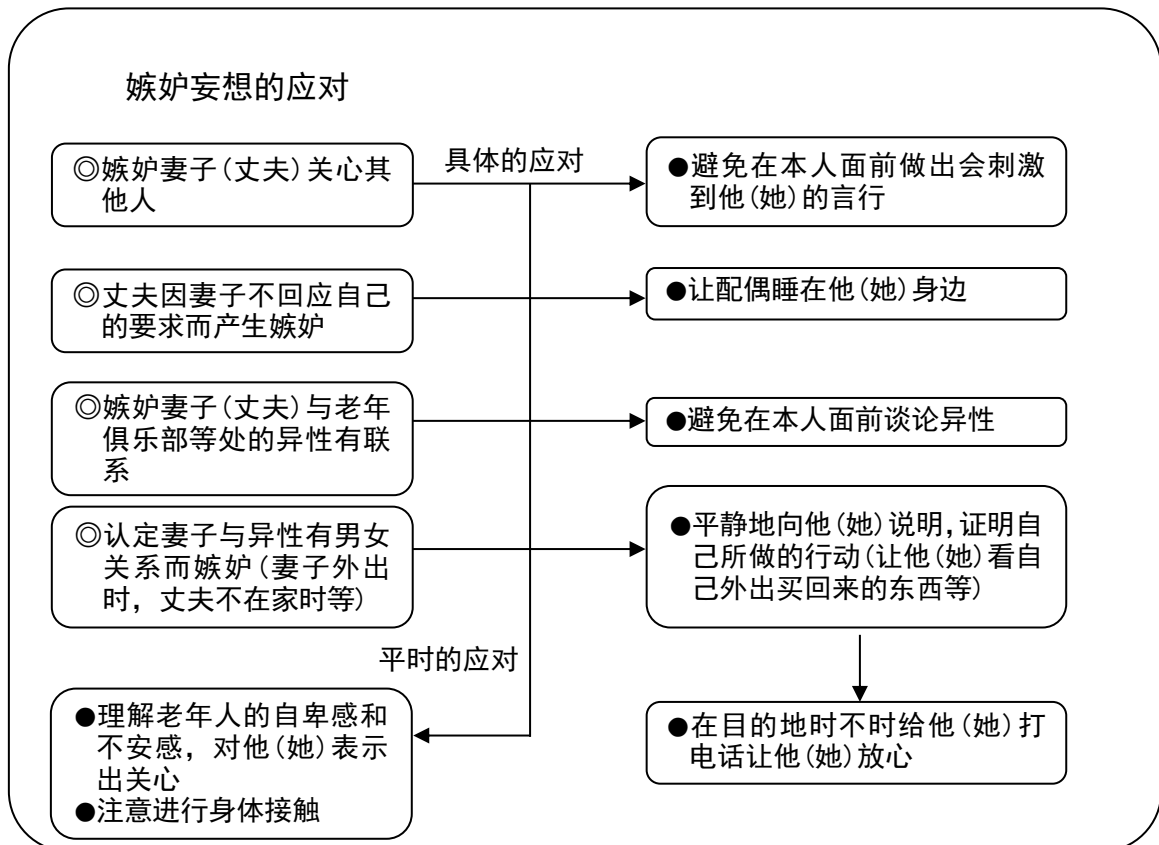 嫉妒妄想的应对
◎嫉妒妻子(丈夫)关心其
他人
具体的应对
●避免在本人面前做出会刺激
到他(她)的言行
◎丈夫因妻子不回应自己
的要求而产生嫉妒
●让配偶睡在他(她)身边
◎嫉妒妻子(丈夫)与老年
俱乐部等处的异性有联
系
●避免在本人面前谈论异性
◎认定妻子与异性有男女
关系而嫉妒(妻子外出
时，丈夫不在家时等)
●平静地向他(她)说明,证明自
己所做的行动(让他(她)看自
己外出买回来的东西等)
平时的应对
●理解老年人的自卑感和
不安感，对他(她)表示
出关心
●注意进行身体接触
●在目的地时不时给他(她)打
电话让他(她)放心